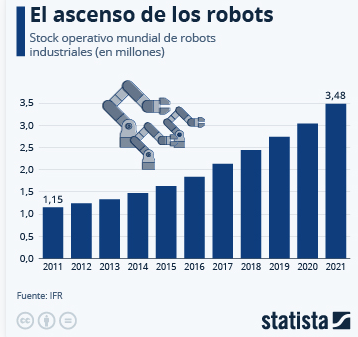 El ascenso de los robots
Stock operativo mundial de robots
industriales (en millones)
3,5
3,0
2,5
2,0
1,5
1,0
0,5
0,0
1,15
3,48
2011 2012 2013 2014 2015 2016 2017 2018 2019 2020 2021
Fuente: IFR
cc
statista